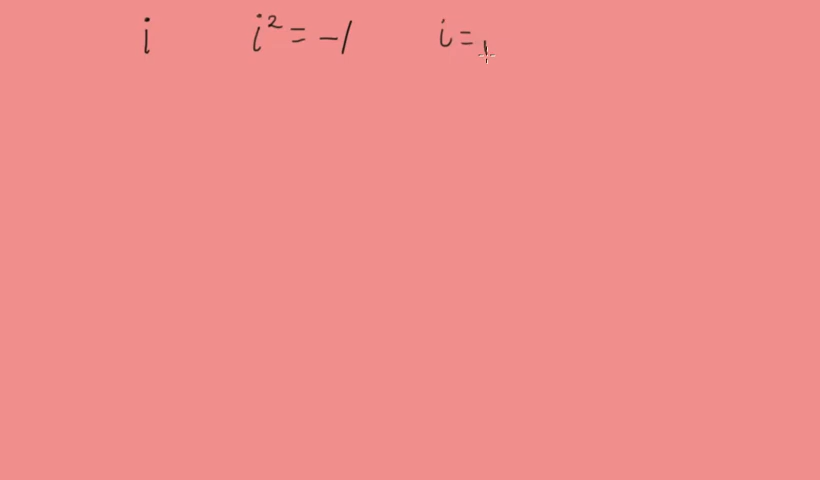 i i² = -1 i =